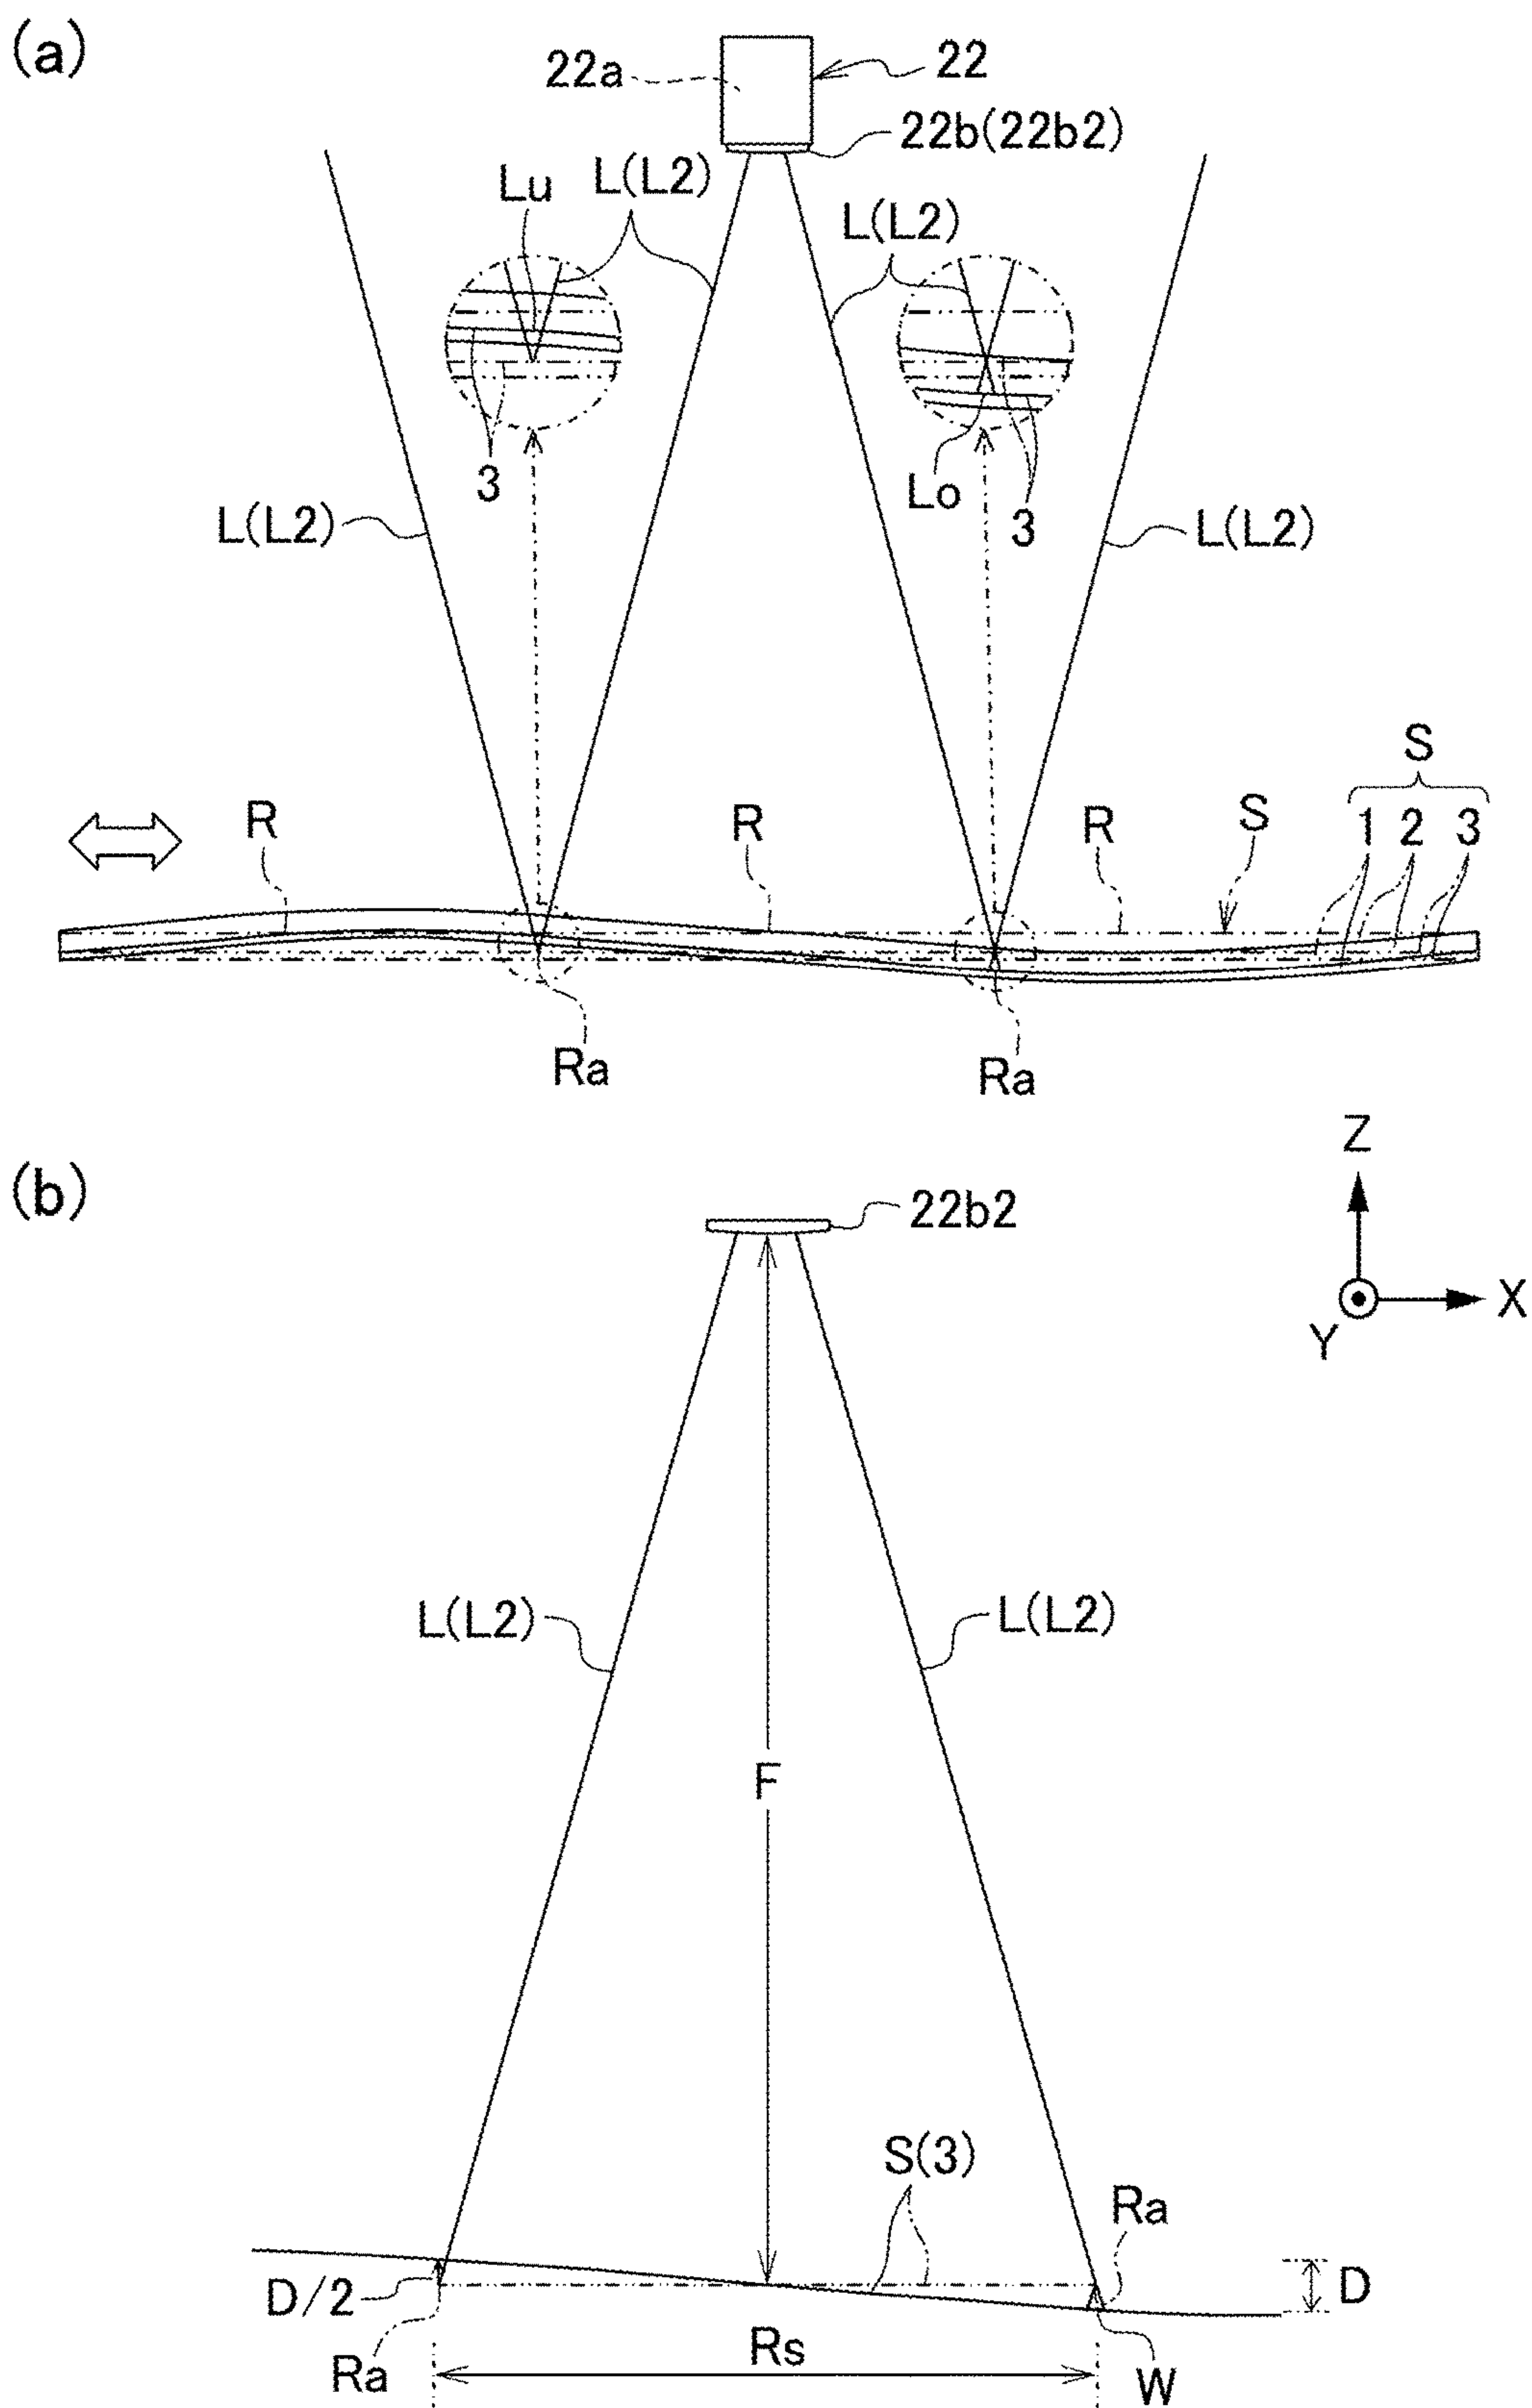 (a)
22a
22
22b(22b2)
Lu
L(L2)
L(L2)
3
Lo
3
L(L2)
L(L2)
S
R
R
R
S
1 2 3
Ra
Ra
(b)
Z
22b2
X
Y
L(L2)
L(L2)
F
S(3)
Ra
D/2
D
Rs
Ra
W